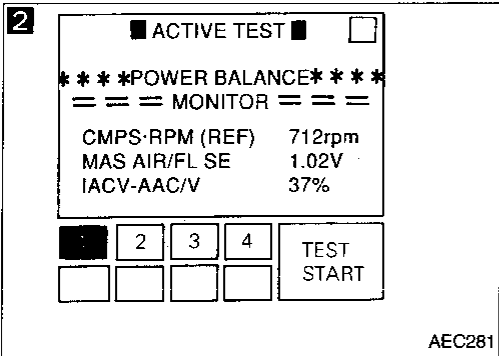 2
■ ACTIVE TEST ■
* * * *POWER BALANCE* * * *
= = = MONITOR = = =
CMPS·RPM (REF) 712rpm
MAS AIR/FL SE 1.02V
IACV-AAC/V 37%
1 2 3 4 TEST START
AEC281